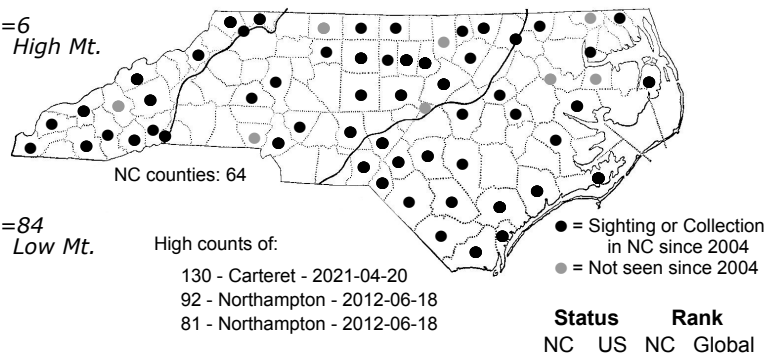 =6
High Mt.
NC counties: 64
=84
Low Mt.
High counts of:
130 - Carteret - 2021-04-20
92 - Northampton - 2012-06-18
81 - Northampton - 2012-06-18
● = Sighting or Collection
in NC since 2004
● = Not seen since 2004
Status Rank
NC US NC Global